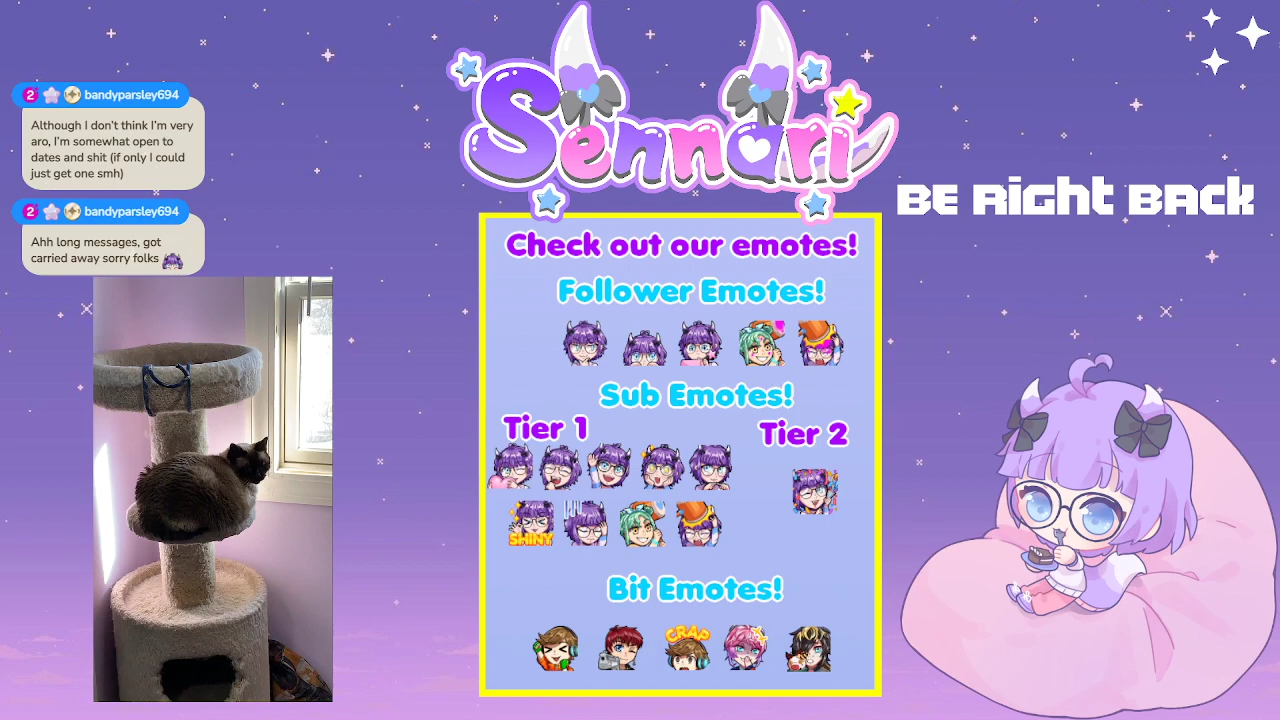 Sennari
BE RIGHT BACK
2 bandyparsley694
Although I don't think I'm very
aro, I'm somewhat open to
dates and shit (if only I could
just get one smh)
2 bandyparsley694
Ahh long messages, got
carried away sorry folks
Check out our emotes!
Follower Emotes!
Sub Emotes!
Tier 1
Tier 2
SHINY
Bit Emotes!
CRAP